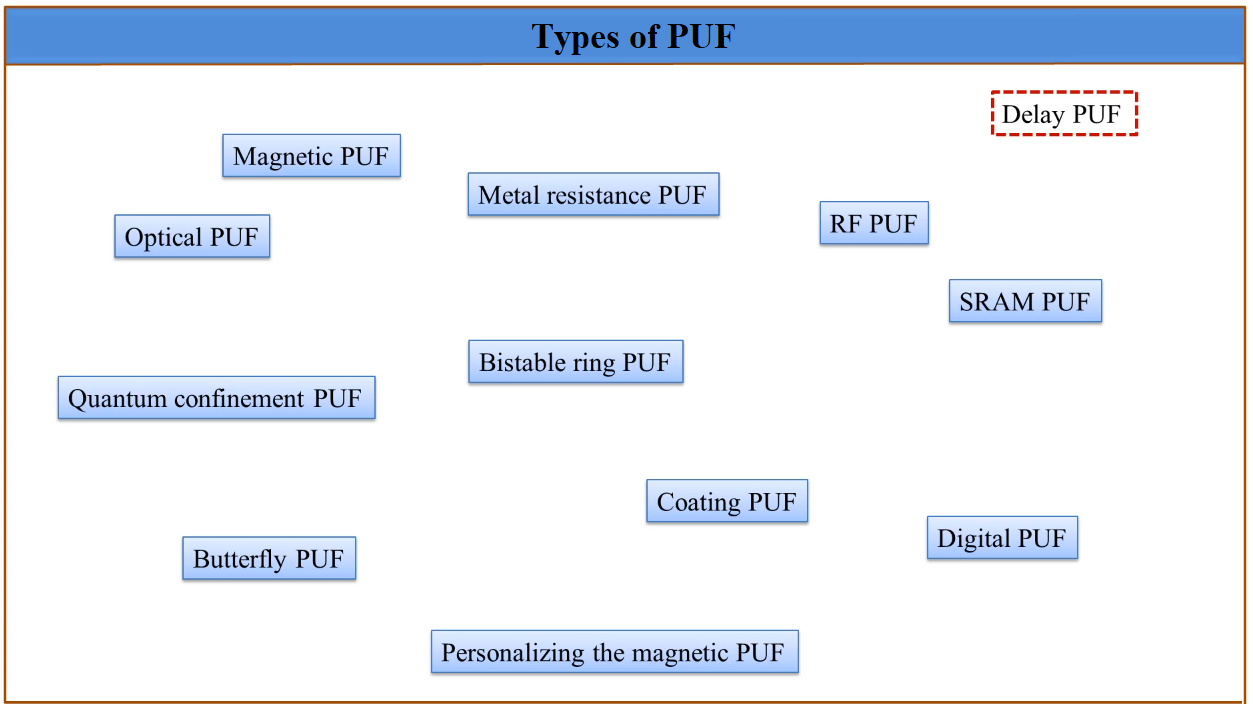 Types of PUF
Delay PUF
Magnetic PUF
Metal resistance PUF
RF PUF
Optical PUF
SRAM PUF
Bistable ring PUF
Quantum confinement PUF
Coating PUF
Digital PUF
Butterfly PUF
Personalizing the magnetic PUF